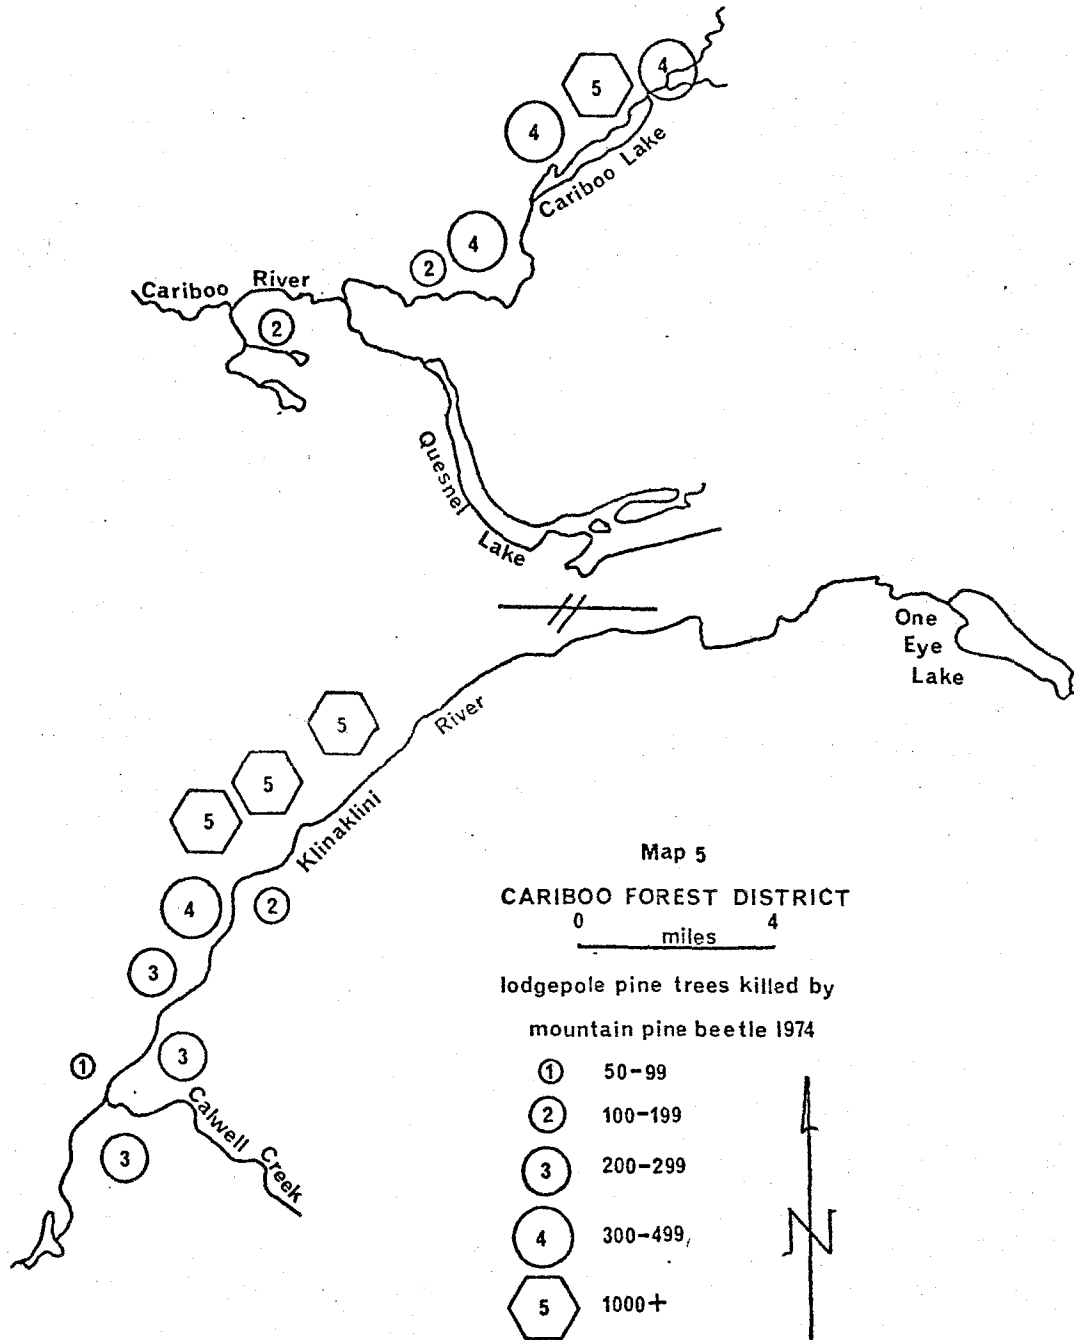 4
5
4
Cariboo Lake
4
2
Cariboo River
2
Quesnel
Lake
One
Eye
Lake
5
River
5
5
Klinaklini
4
2
3
3
1
Calwell Creek
3
Map 5
CARIBOO FOREST DISTRICT
0 4
miles
lodgepole pine trees killed by
mountain pine beetle 1974
1 50-99
2 100-199
3 200-299
4 300-499
5 1000+
N